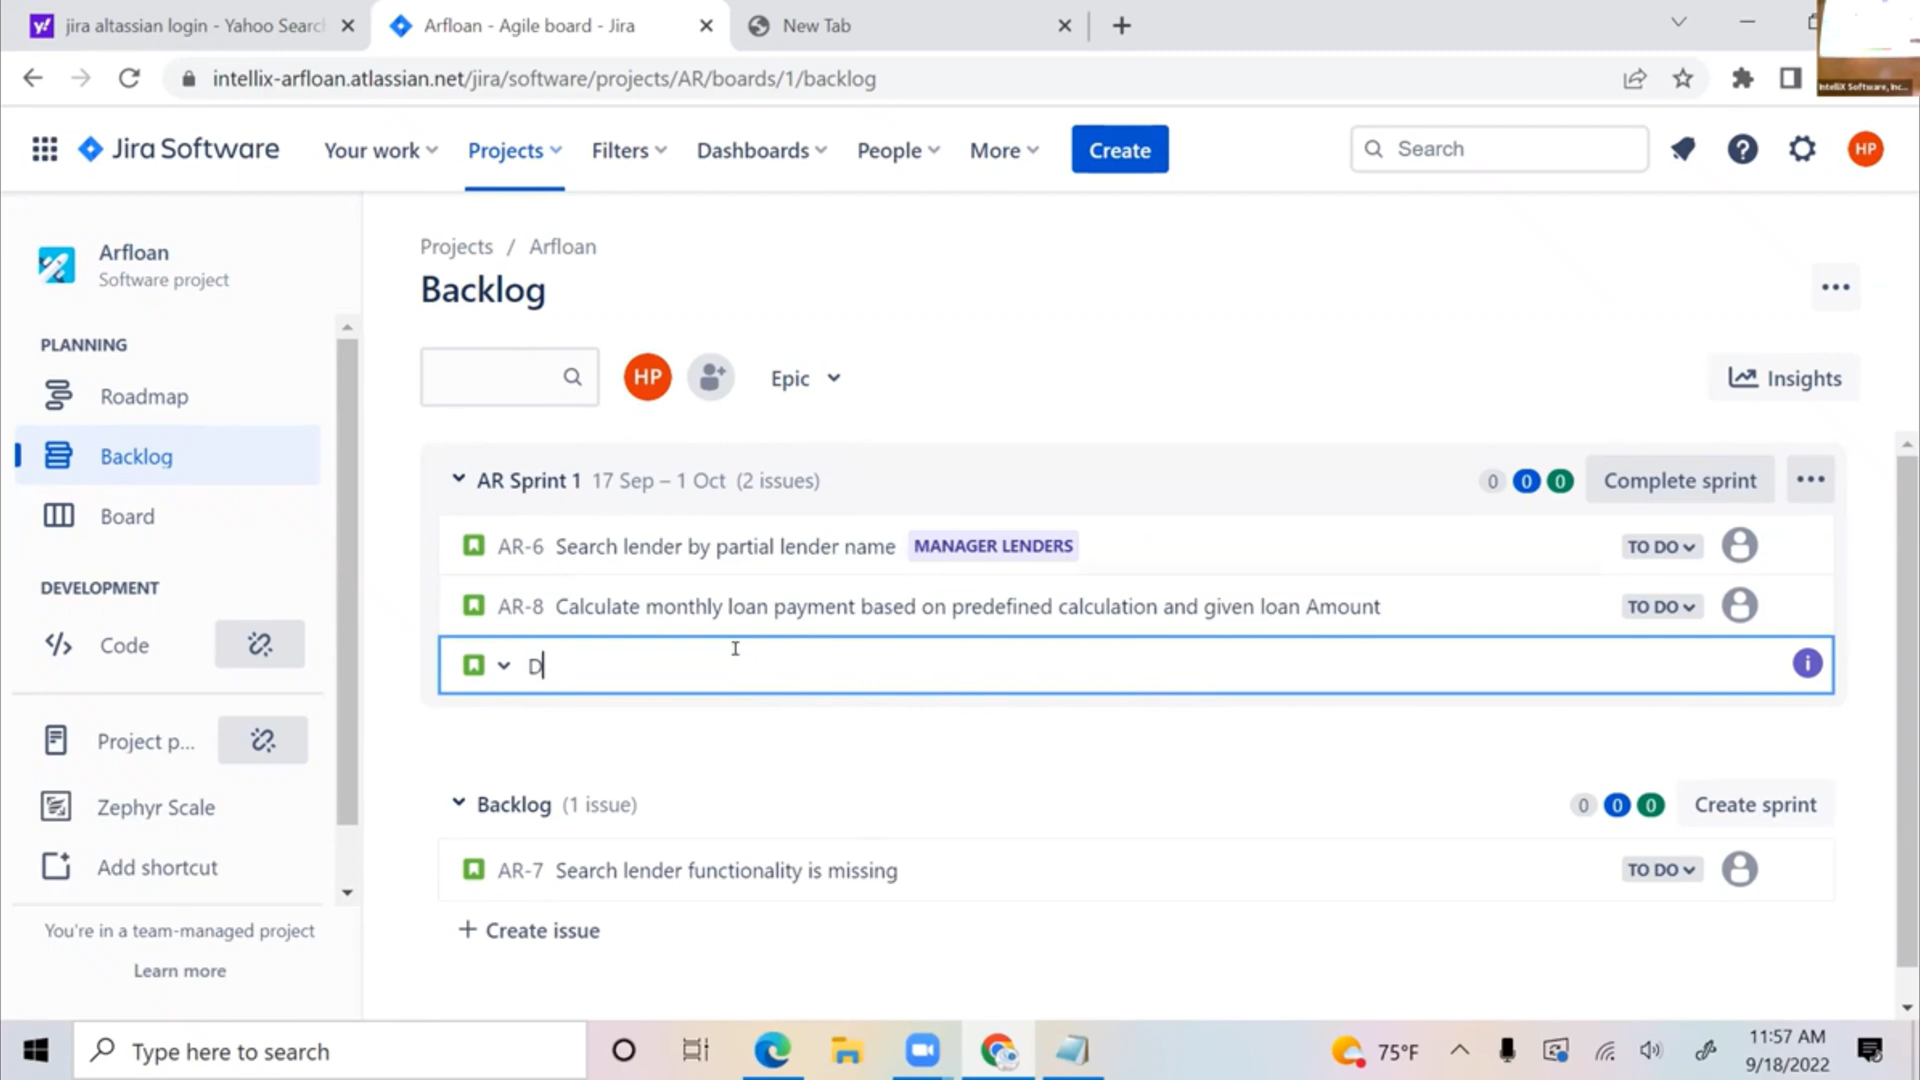 jira altassian login - Yahoo Searc
Arfloan - Agile board - Jira
New Tab
intellix-arfloan.atlassian.net/jira/software/projects/AR/boards/1/backlog
IntelliX Software, Inc...
Jira Software
Your work
Projects
Filters
Dashboards
People
More
Create
Search
HP
Arfloan
Software project
PLANNING
Roadmap
Backlog
Board
DEVELOPMENT
Code
Project p...
Zephyr Scale
Add shortcut
You're in a team-managed project
Learn more
Projects / Arfloan
Backlog
HP
Epic
Insights
AR Sprint 1 17 Sep – 1 Oct (2 issues)
0 0 0
Complete sprint
AR-6 Search lender by partial lender name MANAGER LENDERS TO DO
AR-8 Calculate monthly loan payment based on predefined calculation and given loan Amount TO DO
D
Backlog (1 issue)
0 0 0
Create sprint
AR-7 Search lender functionality is missing TO DO
+ Create issue
Type here to search
75°F
11:57 AM
9/18/2022